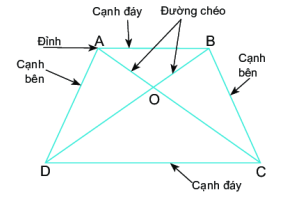 Cạnh đáy
Đường chéo
Đỉnh
A
B
Cạnh
bên
Cạnh
bên
O
D
C
Cạnh đáy